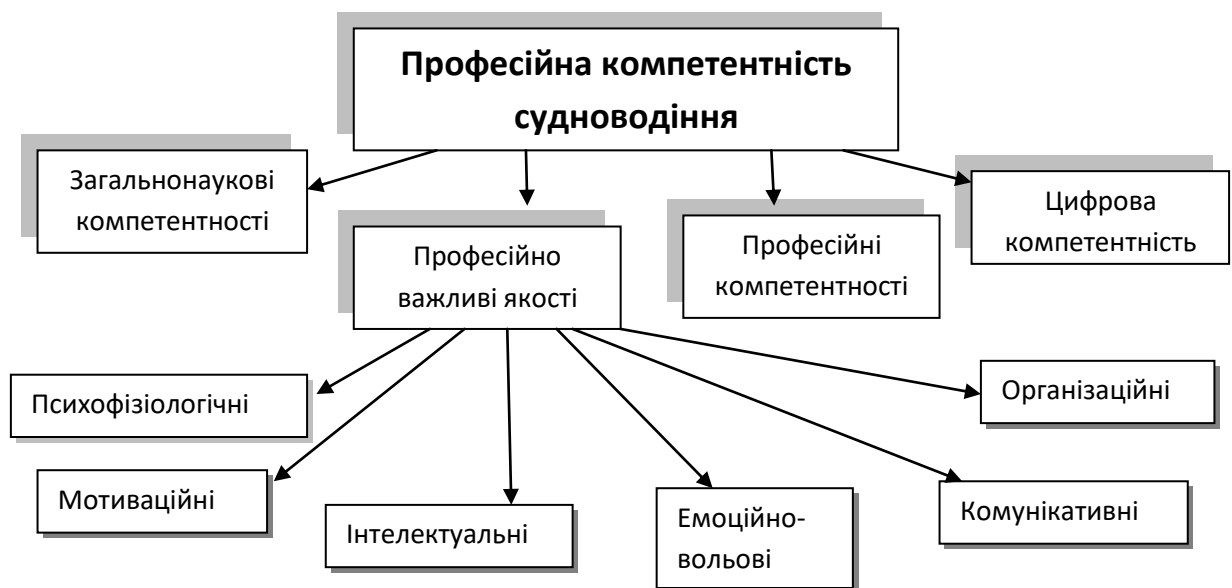 Професійна компетентність
судноводіння
Загальнонаукові
компетентності
Професійно
важливі якості
Професійні
компетентності
Цифрова
компетентність
Психофізіологічні
Мотиваційні
Інтелектуальні
Емоційно-
вольові
Комунікативні
Організаційні